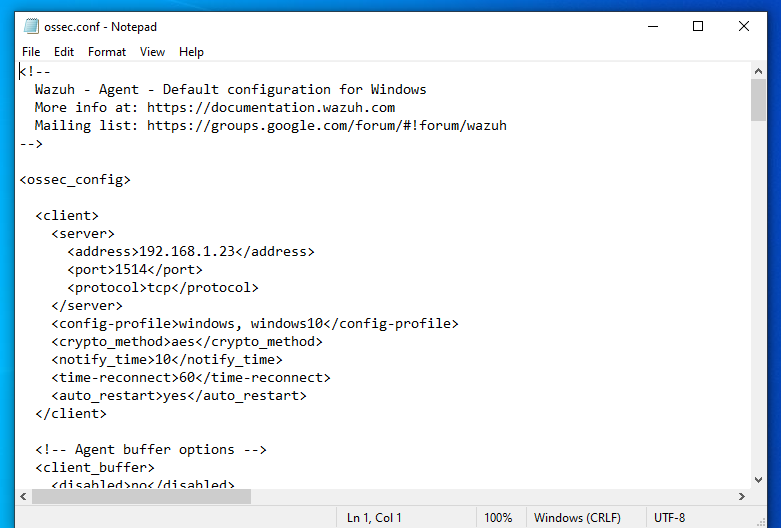 ossec.conf - Notepad
File Edit Format View Help
<!--
  Wazuh - Agent - Default configuration for Windows
  More info at: https://documentation.wazuh.com
  Mailing list: https://groups.google.com/forum/#!forum/wazuh
-->

<ossec_config>

  <client>
    <server>
      <address>192.168.1.23</address>
      <port>1514</port>
      <protocol>tcp</protocol>
    </server>
    <config-profile>windows, windows10</config-profile>
    <crypto_method>aes</crypto_method>
    <notify_time>10</notify_time>
    <time-reconnect>60</time-reconnect>
    <auto_restart>yes</auto_restart>
  </client>

  <!-- Agent buffer options -->
  <client_buffer>
    <disabled>no</disabled>
Ln 1, Col 1 100% Windows (CRLF) UTF-8